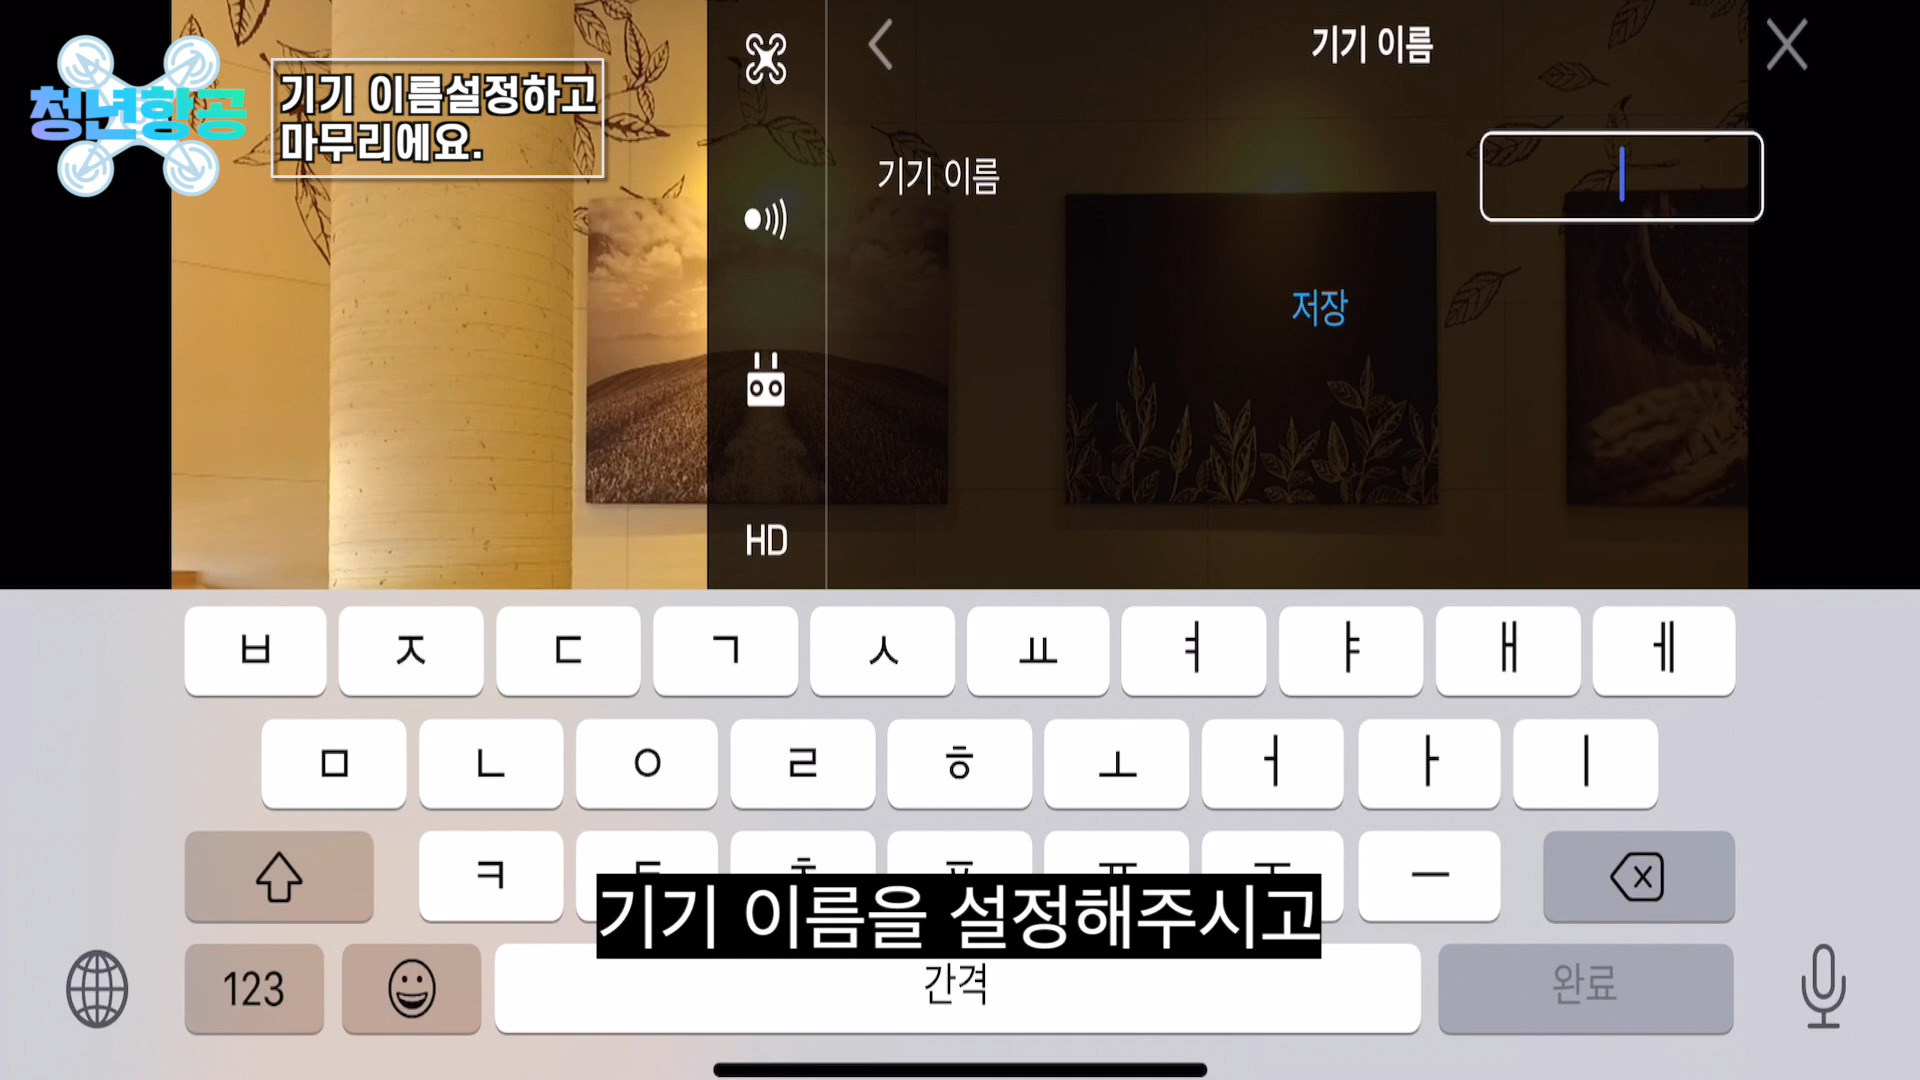 청년항공
기기 이름설정하고
마무리에요.
기기 이름
기기 이름
저장
HD
ㅂ ㅈ ㄷ ㄱ ㅅ ㅛ ㅕ ㅑ ㅐ ㅔ
ㅁ ㄴ ㅇ ㄹ ㅎ ㅗ ㅓ ㅏ ㅣ
ㅋ ㅡ
기기 이름을 설정해주시고
123 간격 완료